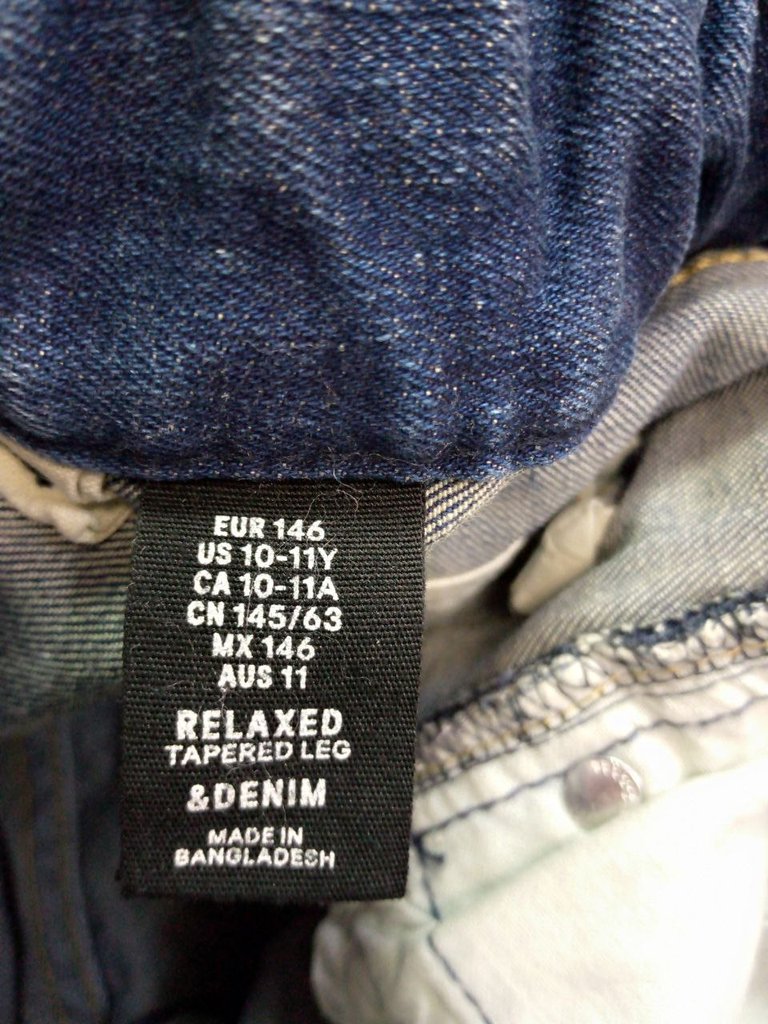 EUR 146
US 10-11Y
CA 10-11A
CN 145/63
MX 146
AUS 11
RELAXED
TAPERED LEG
&DENIM
MADE IN
BANGLADESH